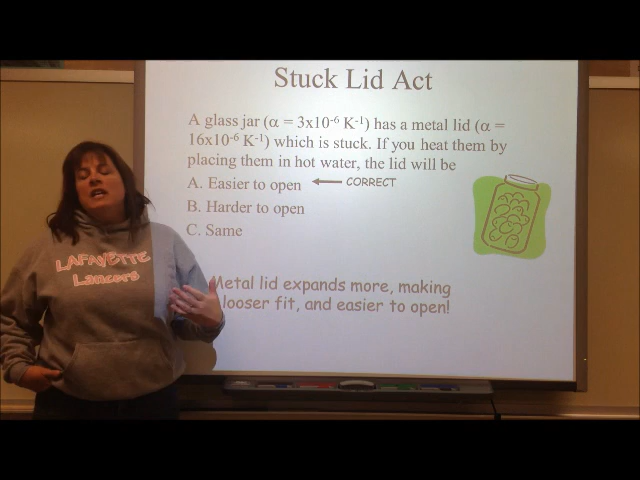 Stuck Lid Act
A glass jar (α = 3x10⁻⁶ K⁻¹) has a metal lid (α =
16x10⁻⁶ K⁻¹) which is stuck. If you heat them by
placing them in hot water, the lid will be
A. Easier to open CORRECT
B. Harder to open
C. Same
Metal lid expands more, making
looser fit, and easier to open!
LAFAYETTE
Lancers